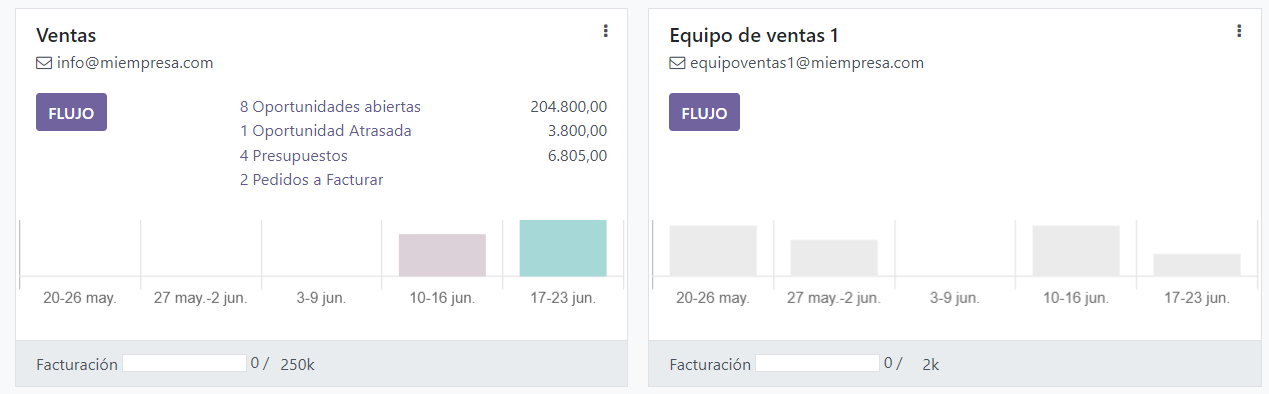 Ventas
info@miempresa.com
FLUJO
8 Oportunidades abiertas 204.800,00
1 Oportunidad Atrasada 3.800,00
4 Presupuestos 6.805,00
2 Pedidos a Facturar
20-26 may. 27 may.-2 jun. 3-9 jun. 10-16 jun. 17-23 jun.
Facturación 0 / 250k
Equipo de ventas 1
equipoventas1@miempresa.com
FLUJO
20-26 may. 27 may.-2 jun. 3-9 jun. 10-16 jun. 17-23 jun.
Facturación 0 / 2k